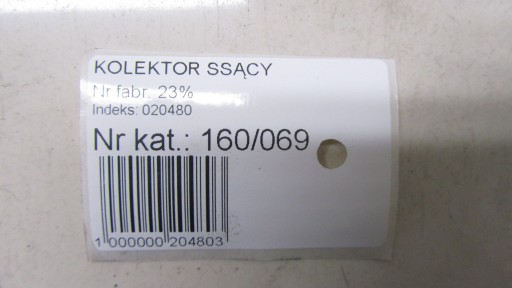 KOLEKTOR SSĄCY
Nr fabr. 23%
Indeks: 020480
Nr kat.: 160/069
1 000000 204803